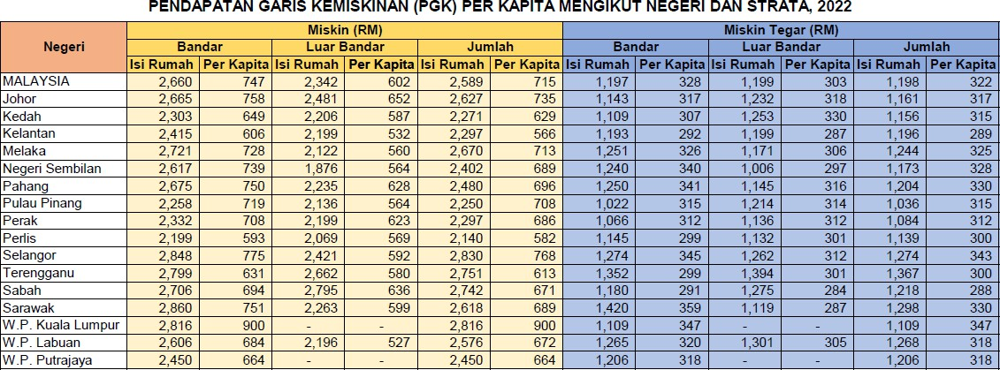 PENDAPATAN GARIS KEMISKINAN (PGK) PER KAPITA MENGIKUT NEGERI DAN STRATA, 2022
Negeri Miskin (RM) Miskin Tegar (RM)
Bandar Luar Bandar Jumlah Bandar Luar Bandar Jumlah
Isi Rumah Per Kapita Isi Rumah Per Kapita Isi Rumah Per Kapita Isi Rumah Per Kapita Isi Rumah Per Kapita Isi Rumah Per Kapita
MALAYSIA 2,660 747 2,342 602 2,589 715 1,197 328 1,199 303 1,198 322
Johor 2,665 758 2,481 652 2,627 735 1,143 317 1,232 318 1,161 317
Kedah 2,303 649 2,206 587 2,271 629 1,109 307 1,253 330 1,156 315
Kelantan 2,415 606 2,199 532 2,297 566 1,193 292 1,199 287 1,196 289
Melaka 2,721 728 2,122 560 2,670 713 1,251 326 1,171 306 1,244 325
Negeri Sembilan 2,617 739 1,876 564 2,402 689 1,240 340 1,006 297 1,173 328
Pahang 2,675 750 2,235 628 2,480 696 1,250 341 1,145 316 1,204 330
Pulau Pinang 2,258 719 2,136 564 2,250 708 1,022 315 1,214 314 1,036 315
Perak 2,332 708 2,199 623 2,297 686 1,066 312 1,136 312 1,084 312
Perlis 2,199 593 2,069 569 2,140 582 1,145 299 1,132 301 1,139 300
Selangor 2,848 775 2,421 592 2,830 768 1,274 345 1,262 312 1,274 343
Terengganu 2,799 631 2,662 580 2,751 613 1,352 299 1,394 301 1,367 300
Sabah 2,706 694 2,795 636 2,742 671 1,180 291 1,275 284 1,218 288
Sarawak 2,860 751 2,263 599 2,618 689 1,420 359 1,119 287 1,298 330
W.P. Kuala Lumpur 2,816 900 - - 2,816 900 1,109 347 - - 1,109 347
W.P. Labuan 2,606 684 2,196 527 2,576 672 1,265 320 1,301 305 1,268 318
W.P. Putrajaya 2,450 664 - - 2,450 664 1,206 318 - - 1,206 318